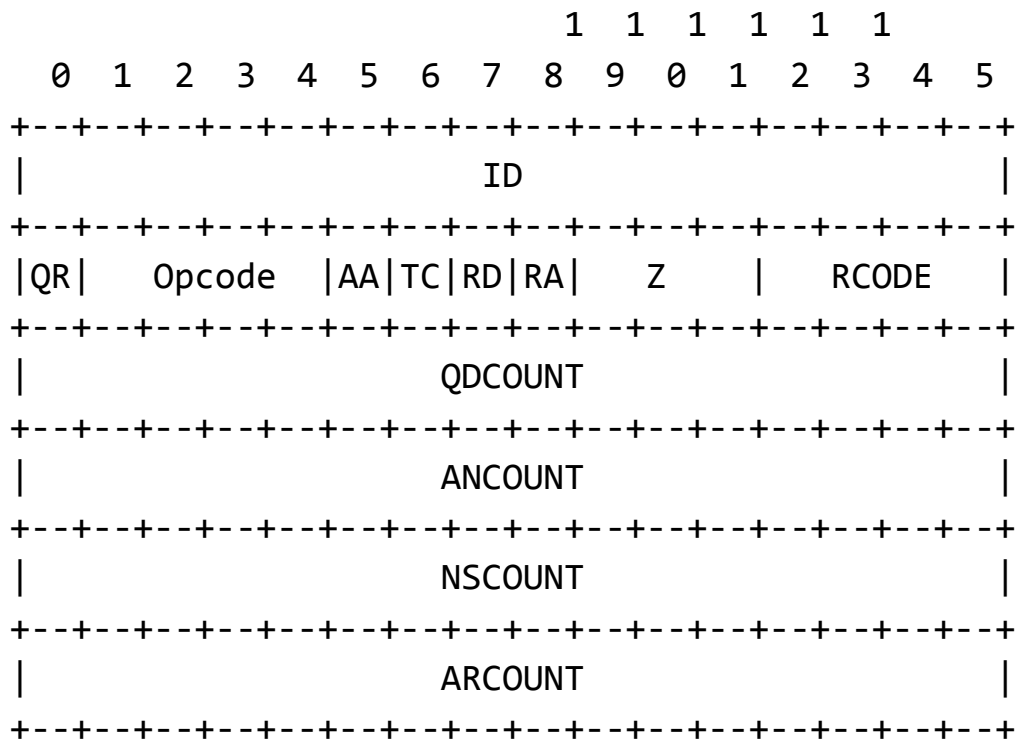 1 1 1 1 1 1
0 1 2 3 4 5 6 7 8 9 0 1 2 3 4 5
+--+--+--+--+--+--+--+--+--+--+--+--+--+--+--+--+
| ID |
+--+--+--+--+--+--+--+--+--+--+--+--+--+--+--+--+
|QR| Opcode |AA|TC|RD|RA| Z | RCODE |
+--+--+--+--+--+--+--+--+--+--+--+--+--+--+--+--+
| QDCOUNT |
+--+--+--+--+--+--+--+--+--+--+--+--+--+--+--+--+
| ANCOUNT |
+--+--+--+--+--+--+--+--+--+--+--+--+--+--+--+--+
| NSCOUNT |
+--+--+--+--+--+--+--+--+--+--+--+--+--+--+--+--+
| ARCOUNT |
+--+--+--+--+--+--+--+--+--+--+--+--+--+--+--+--+